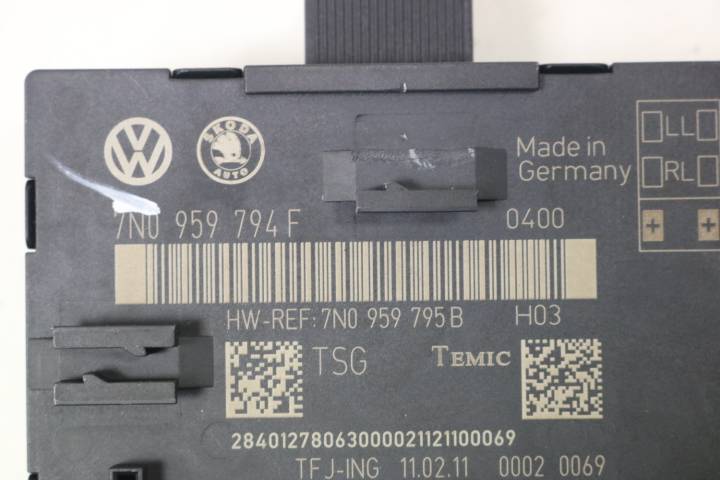 VW
ŠKODA
AUTO
Made in
Germany
LL
RL
+ +
7N0 959 794 F
0400
HW-REF: 7N0 959 795 B H03
TSG TEMIC
28401278063000021121100069
TFJ-ING 11.02.11 0002 0069